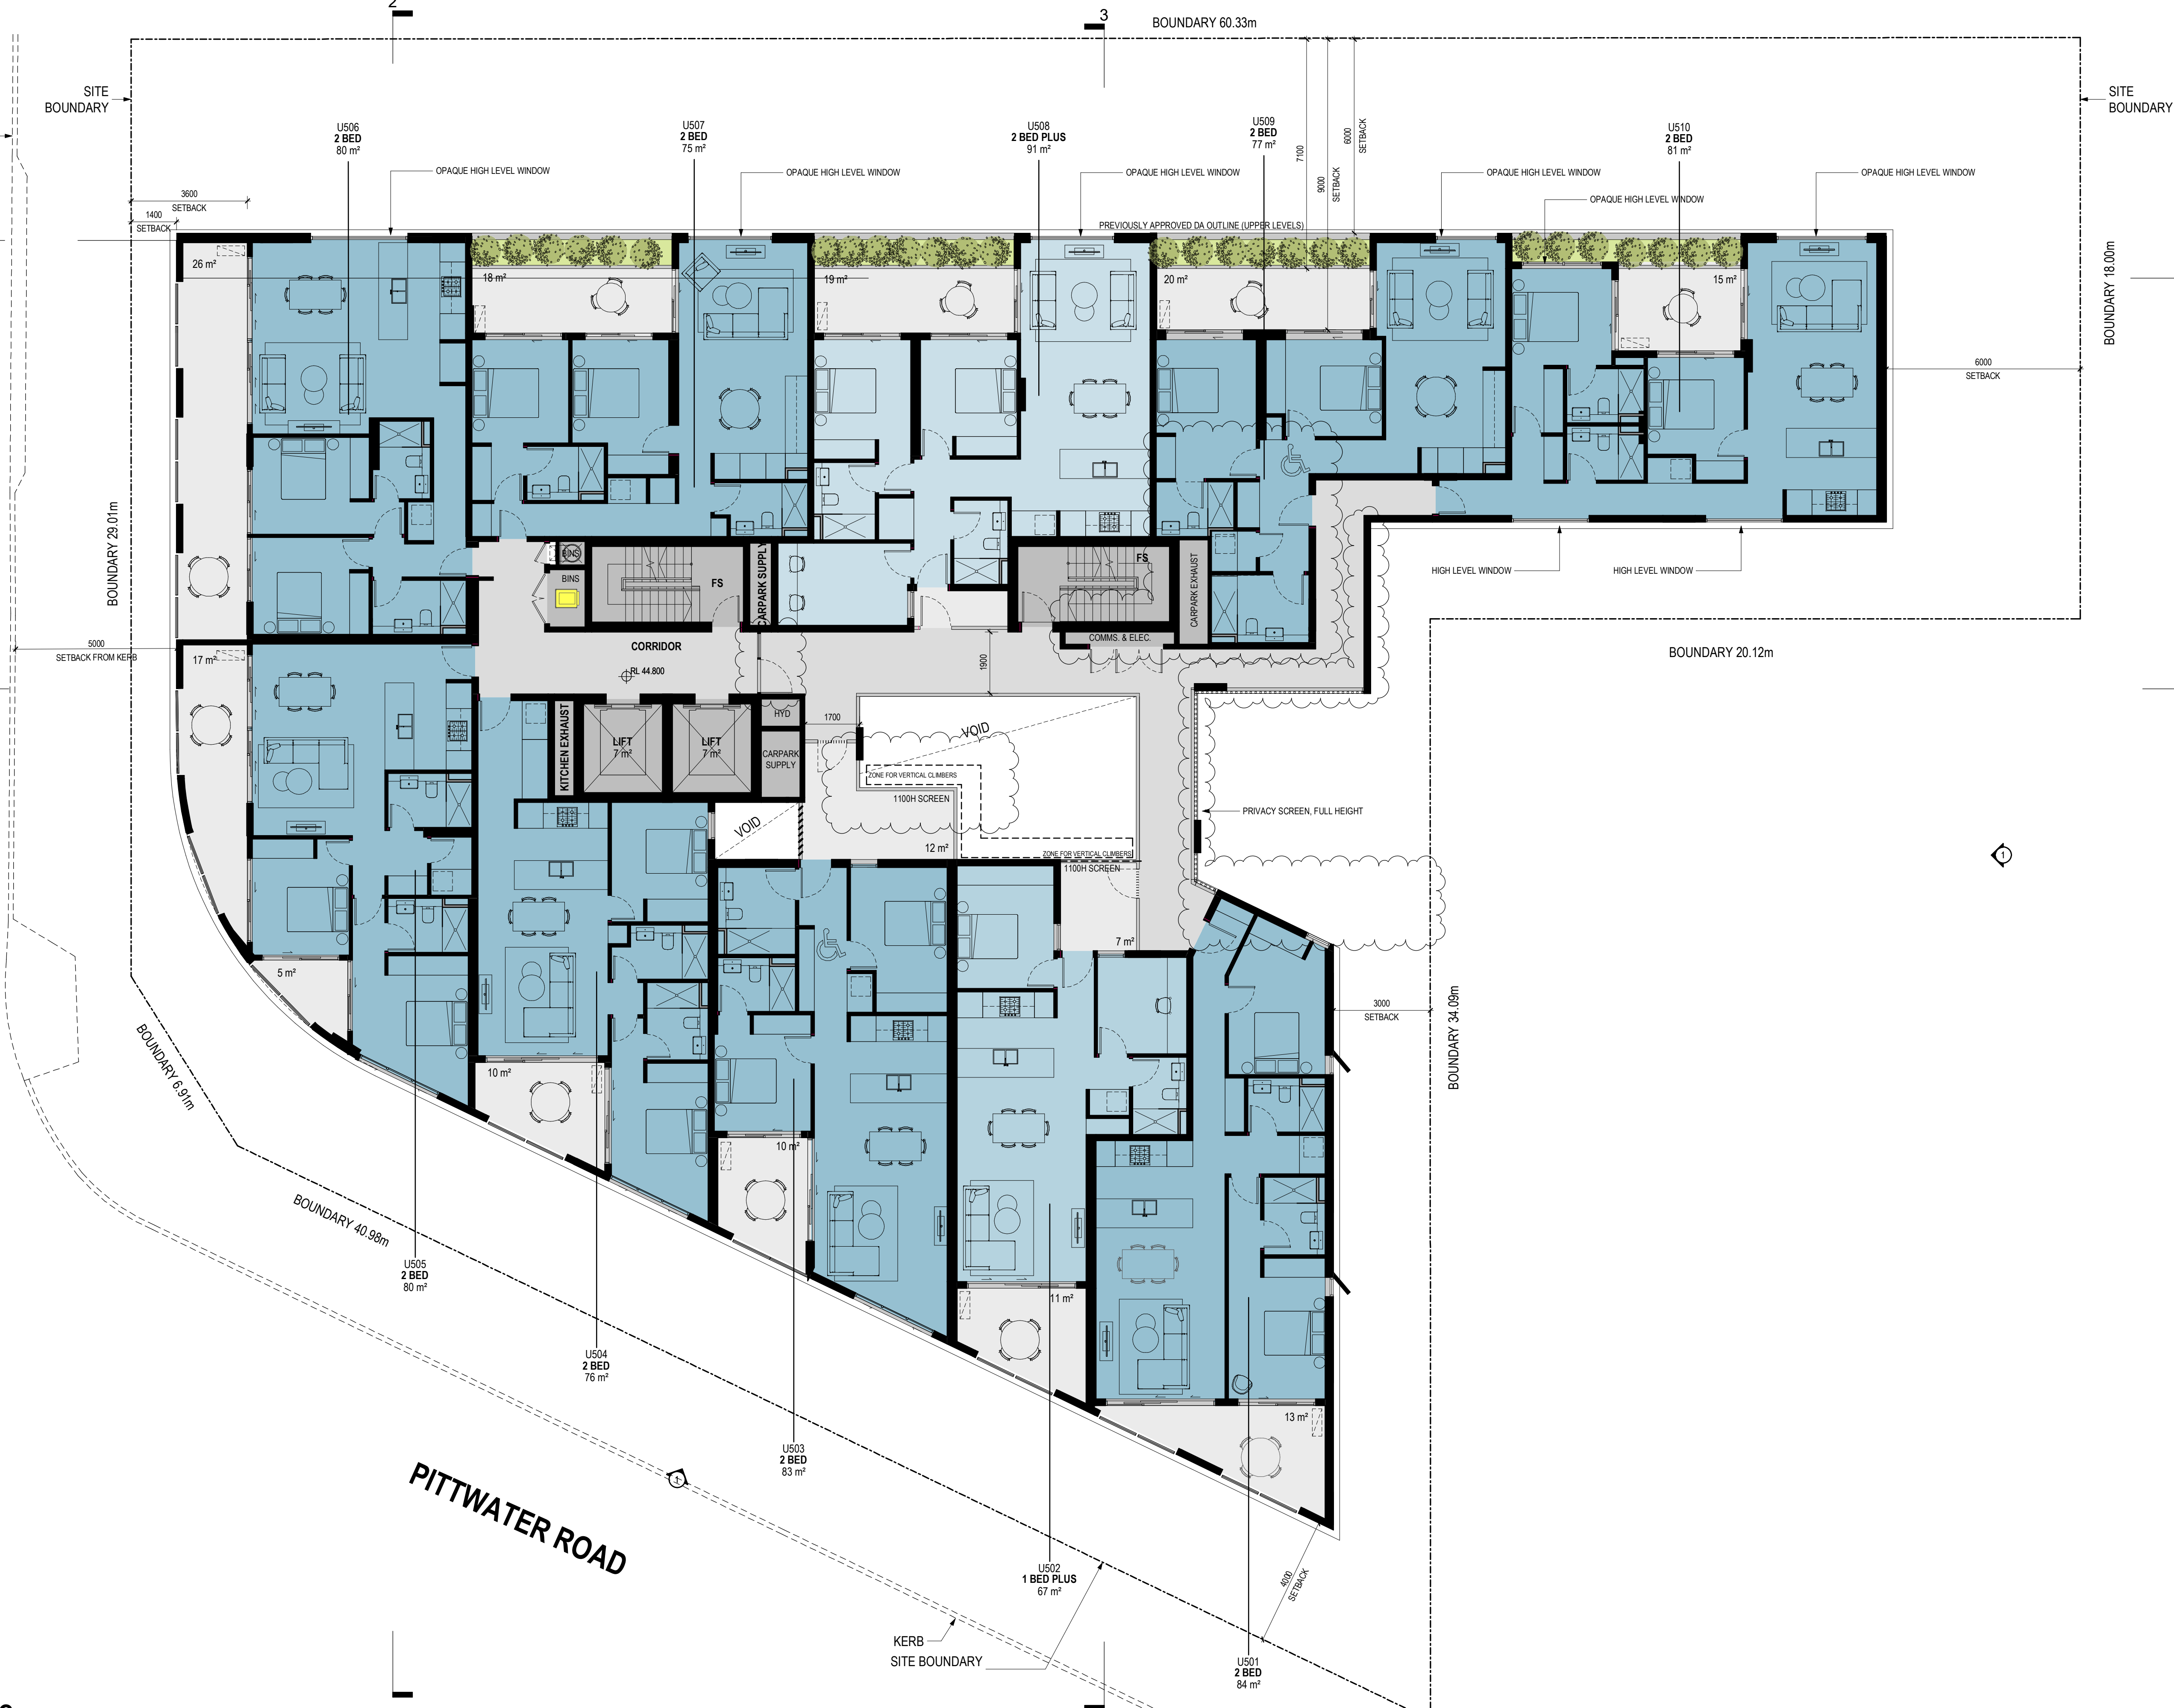 2
3
BOUNDARY 60.33m
SITE
BOUNDARY
SITE
BOUNDARY
U506
2 BED
80 m²
U507
2 BED
75 m²
U508
2 BED PLUS
91 m²
U509
2 BED
77 m²
U510
2 BED
81 m²
7100
9000
SETBACK
6000
SETBACK
OPAQUE HIGH LEVEL WINDOW
OPAQUE HIGH LEVEL WINDOW
OPAQUE HIGH LEVEL WINDOW
OPAQUE HIGH LEVEL WINDOW
OPAQUE HIGH LEVEL WINDOW
OPAQUE HIGH LEVEL WINDOW
3600
SETBACK
1400
SETBACK
PREVIOUSLY APPROVED DA OUTLINE (UPPER LEVELS)
26 m²
18 m²
19 m²
20 m²
15 m²
BOUNDARY 18.00m
6000
SETBACK
BOUNDARY 29.01m
BINS
BINS
FS
CARPARK SUPPLY
FS
CARPARK EXHAUST
HIGH LEVEL WINDOW
HIGH LEVEL WINDOW
COMMS. & ELEC.
5000
SETBACK FROM KERB
17 m²
CORRIDOR
RL 44.800
1900
BOUNDARY 20.12m
KITCHEN EXHAUST
LIFT
7 m²
LIFT
7 m²
HYD
CARPARK
SUPPLY
1700
VOID
ZONE FOR VERTICAL CLIMBERS
1100H SCREEN
PRIVACY SCREEN, FULL HEIGHT
VOID
12 m²
ZONE FOR VERTICAL CLIMBERS
1100H SCREEN
1
7 m²
5 m²
3000
SETBACK
BOUNDARY 34.09m
BOUNDARY 6.91m
10 m²
10 m²
BOUNDARY 40.98m
U505
2 BED
80 m²
11 m²
U504
2 BED
76 m²
13 m²
U503
2 BED
83 m²
PITTWATER ROAD
1
U502
1 BED PLUS
67 m²
4000
SETBACK
KERB
SITE BOUNDARY
U501
2 BED
84 m²